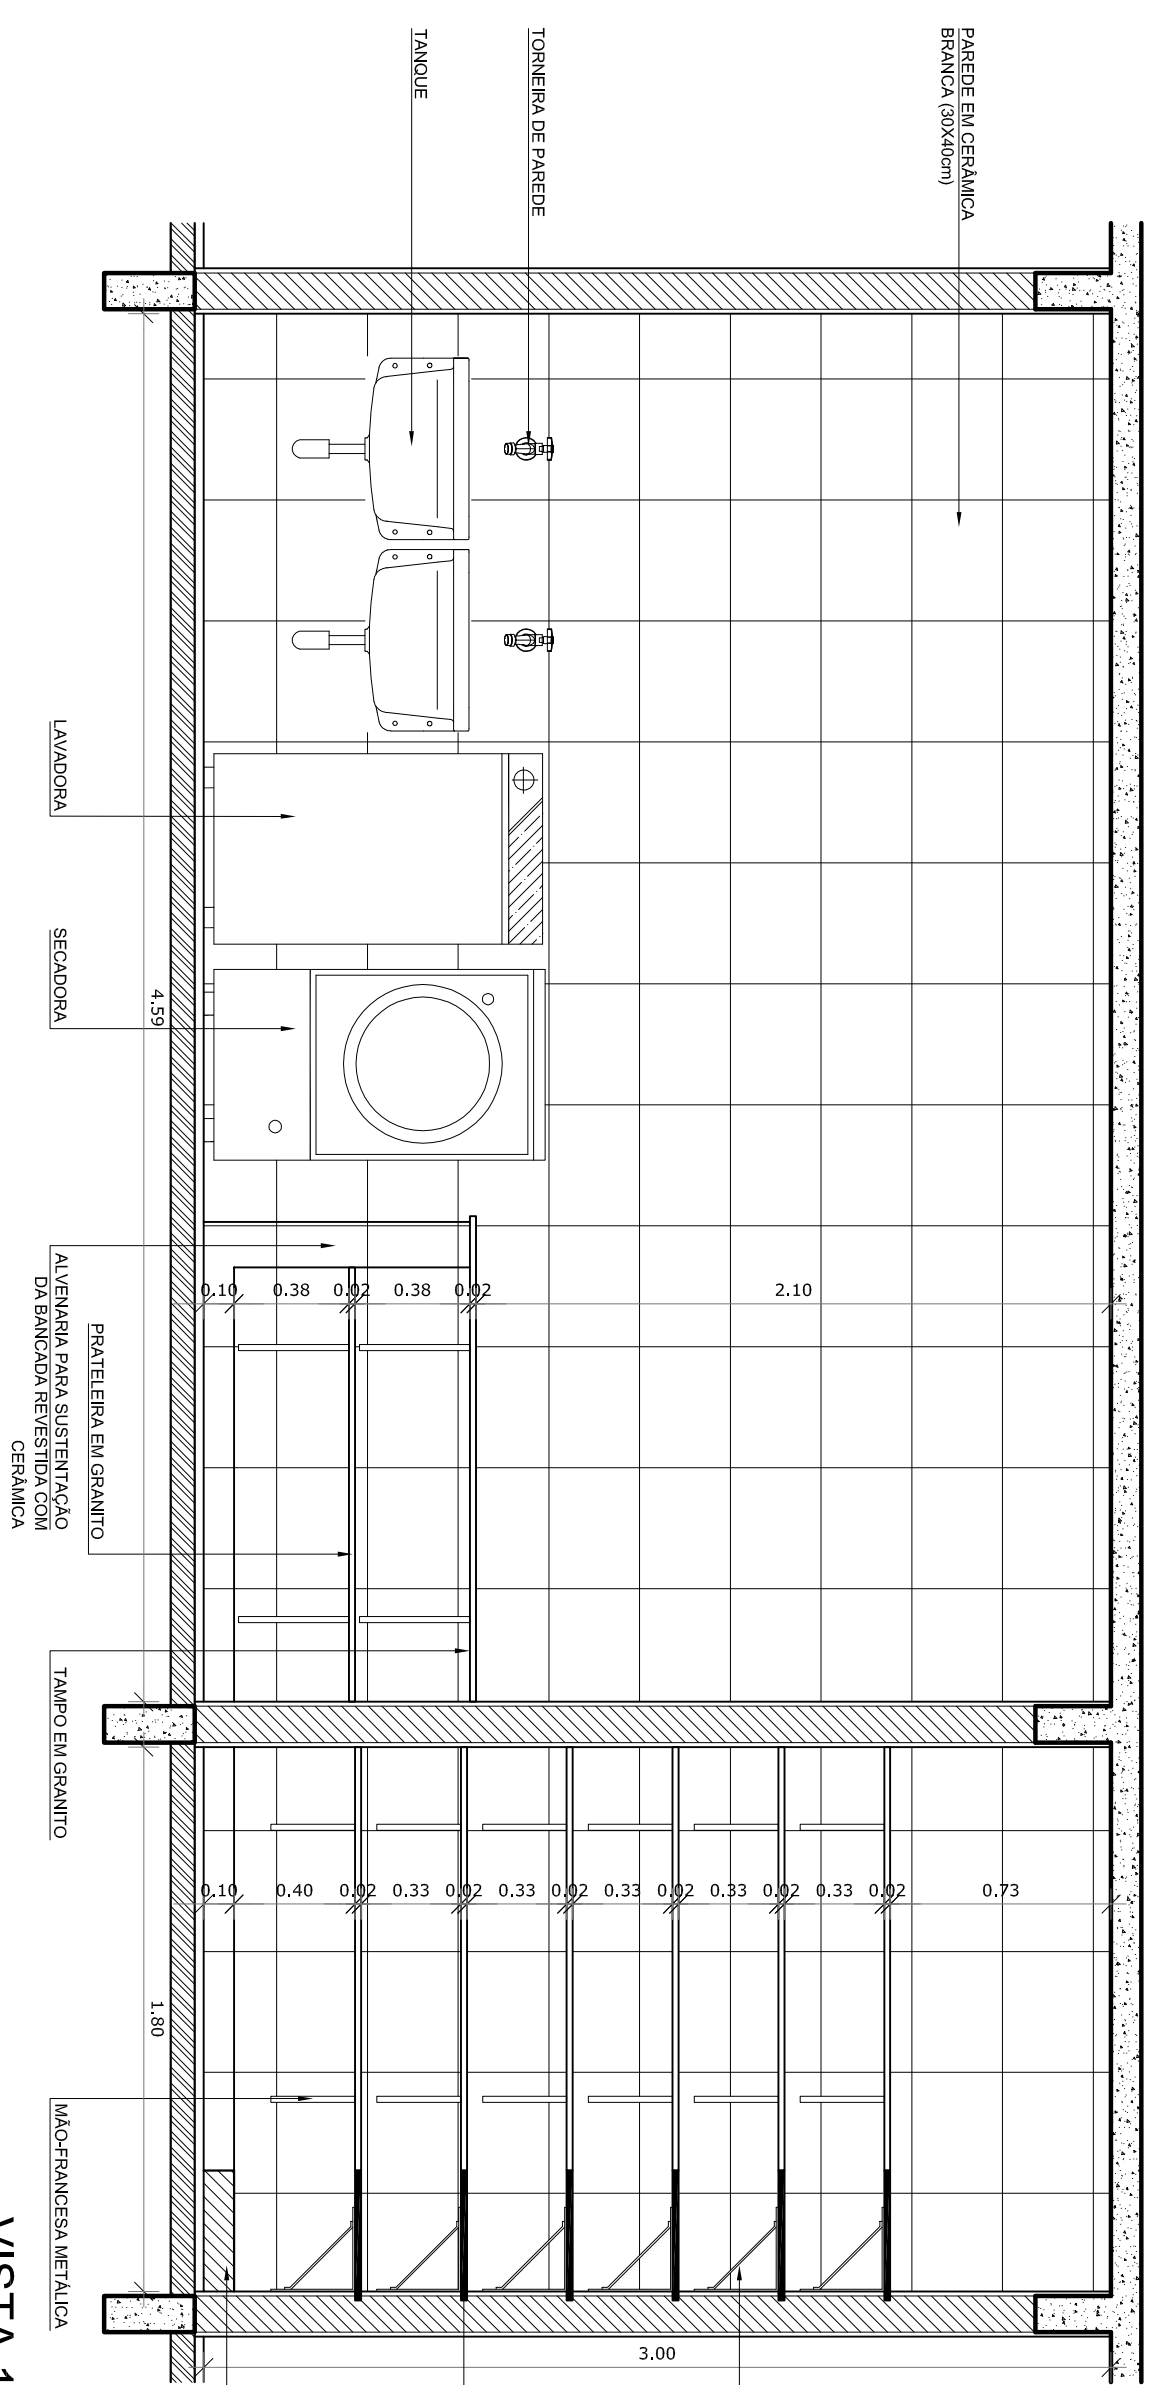 PAREDE EM CERÂMICA
BRANCA (30X40cm)
TORNEIRA DE PAREDE
TANQUE
2.10
0.02
0.38
0.02
0.38
0.10
0.73
0.02
0.33
0.02
0.33
0.02
0.33
0.02
0.33
0.02
0.33
0.02
0.40
0.10
3.00
4.59
1.80
LAVADORA
SECADORA
ALVENARIA PARA SUSTENTAÇÃO
DA BANCADA REVESTIDA COM
CERÂMICA
PRATELEIRA EM GRANITO
TAMPO EM GRANITO
MÃO-FRANCESA METÁLICA
VISTA 1